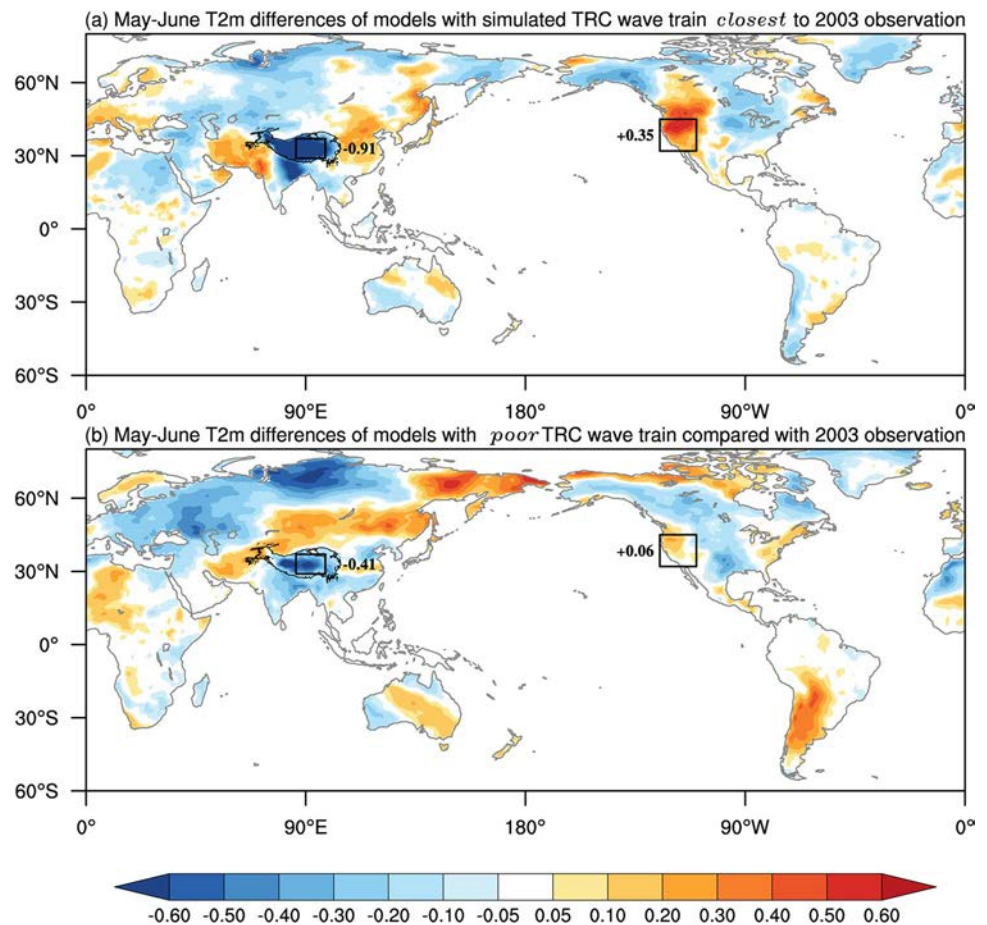 (a) May-June T2m differences of models with simulated TRC wave train closest to 2003 observation
60°N
30°N
0°
30°S
60°S
-0.91
+0.35
0° 90°E 180° 90°W 0°
(b) May-June T2m differences of models with poor TRC wave train compared with 2003 observation
60°N
30°N
0°
30°S
60°S
-0.41
+0.06
0° 90°E 180° 90°W 0°
-0.60 -0.50 -0.40 -0.30 -0.20 -0.10 -0.05 0.05 0.10 0.20 0.30 0.40 0.50 0.60